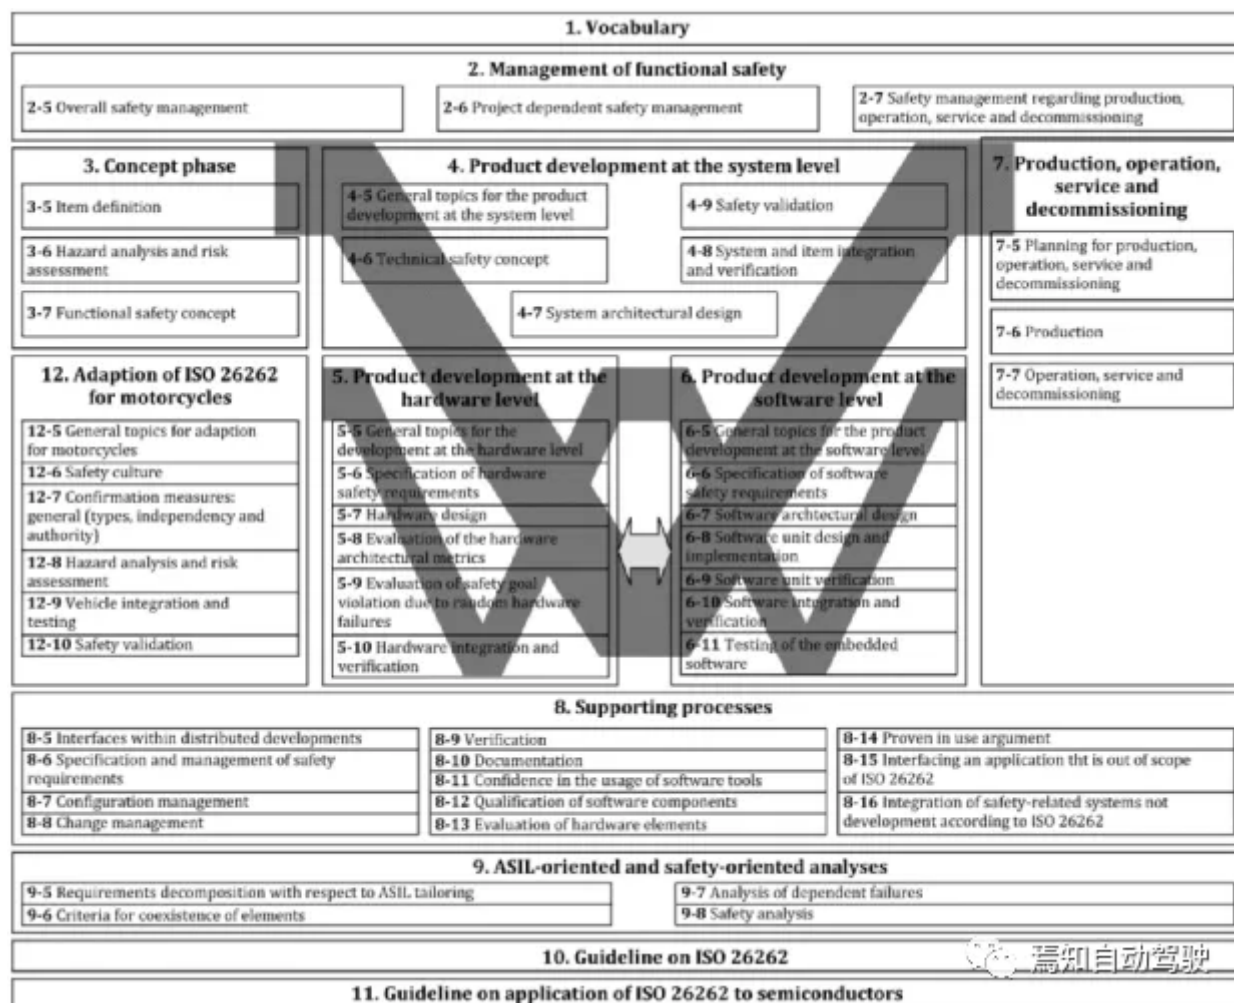 1. Vocabulary
2. Management of functional safety
2-5 Overall safety management
2-6 Project dependent safety management
2-7 Safety management regarding production,
operation, service and decommissioning
3. Concept phase
3-5 Item definition
3-6 Hazard analysis and risk
assessment
3-7 Functional safety concept
4. Product development at the system level
4-5 General topics for the product
development at the system level
4-6 Technical safety concept
4-9 Safety validation
4-8 System and item integration
and verification
4-7 System architectural design
7. Production, operation,
service and
decommissioning
7-5 Planning for production,
operation, service and
decommissioning
7-6 Production
7-7 Operation, service and
decommissioning
12. Adaption of ISO 26262
for motorcycles
12-5 General topics for adaption
for motorcycles
12-6 Safety culture
12-7 Confirmation measures:
general (types, independency and
authority)
12-8 Hazard analysis and risk
assessment
12-9 Vehicle integration and
testing
12-10 Safety validation
5. Product development at the
hardware level
5-5 General topics for the
development at the hardware level
5-6 Specification of hardware
safety requirements
5-7 Hardware design
5-8 Evaluation of the hardware
architectural metrics
5-9 Evaluation of safety goal
violation due to random hardware
failures
5-10 Hardware integration and
verification
6. Product development at the
software level
6-5 General topics for the product
development at the software level
6-6 Specification of software
safety requirements
6-7 Software archtectural design
6-8 Software unit design and
implementation
6-9 Software unit verification
6-10 Software integration and
verification
6-11 Testing of the embedded
software
8. Supporting processes
8-5 Interfaces within distributed developments
8-6 Specification and management of safety
requirements
8-7 Configuration management
8-8 Change management
8-9 Verification
8-10 Documentation
8-11 Confidence in the usage of software tools
8-12 Qualification of software components
8-13 Evaluation of hardware elements
8-14 Proven in use argument
8-15 Interfacing an application tht is out of scope
of ISO 26262
8-16 Integration of safety-related systems not
development according to ISO 26262
9. ASIL-oriented and safety-oriented analyses
9-5 Requirements decomposition with respect to ASIL tailoring
9-6 Criteria for coexistence of elements
9-7 Analysis of dependent failures
9-8 Safety analysis
10. Guideline on ISO 26262
焉知自动驾驶
11. Guideline on application of ISO 26262 to semiconductors